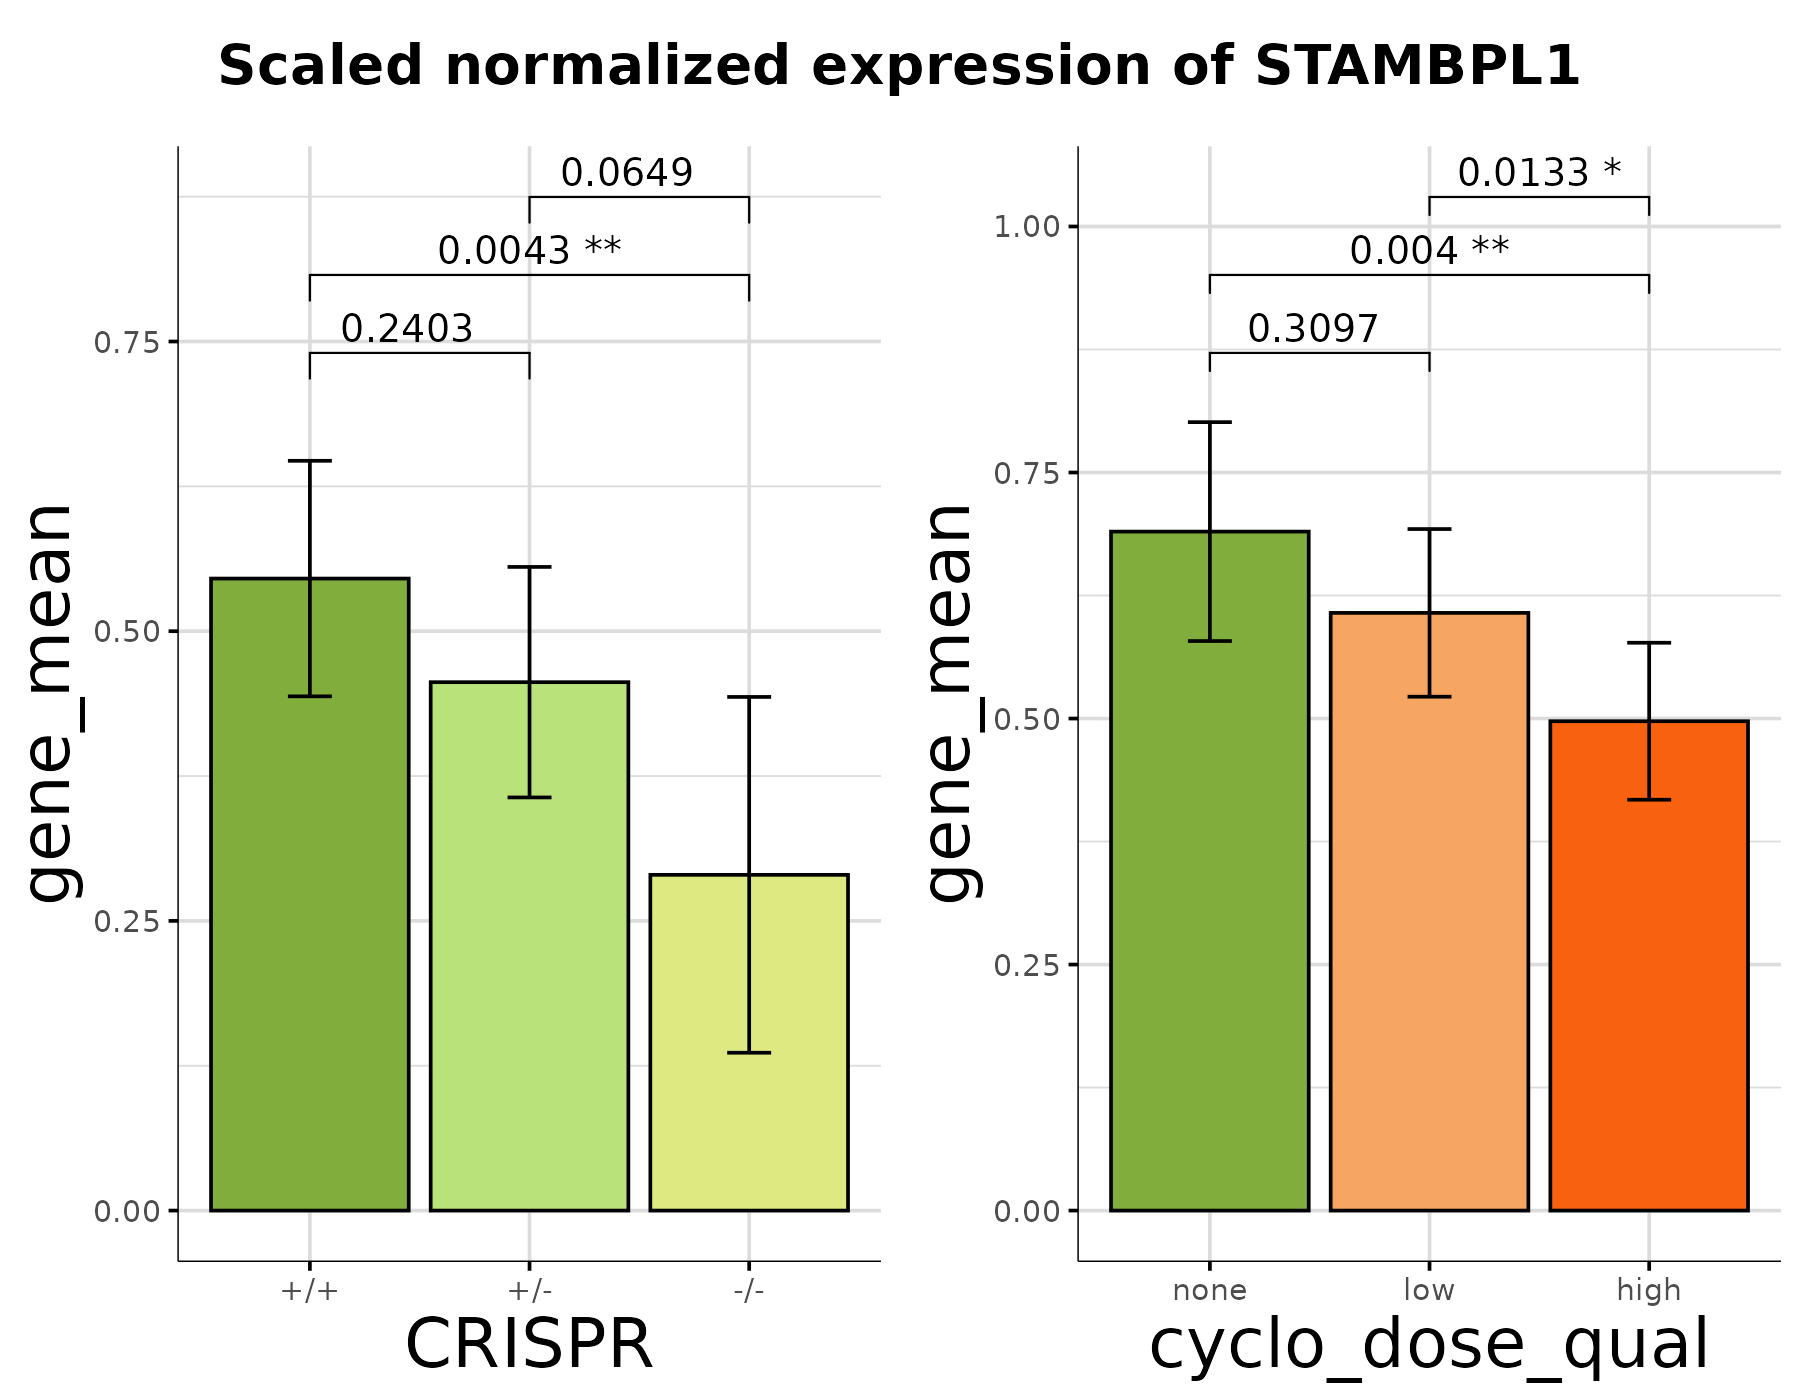 Scaled normalized expression of STAMBPL1
gene_mean
0.75
0.50
0.25
0.00
0.0649
0.0043 **
0.2403
+/+
+/-
-/-
CRISPR
gene_mean
1.00
0.75
0.50
0.25
0.00
0.0133 *
0.004 **
0.3097
none
low
high
cyclo_dose_qual